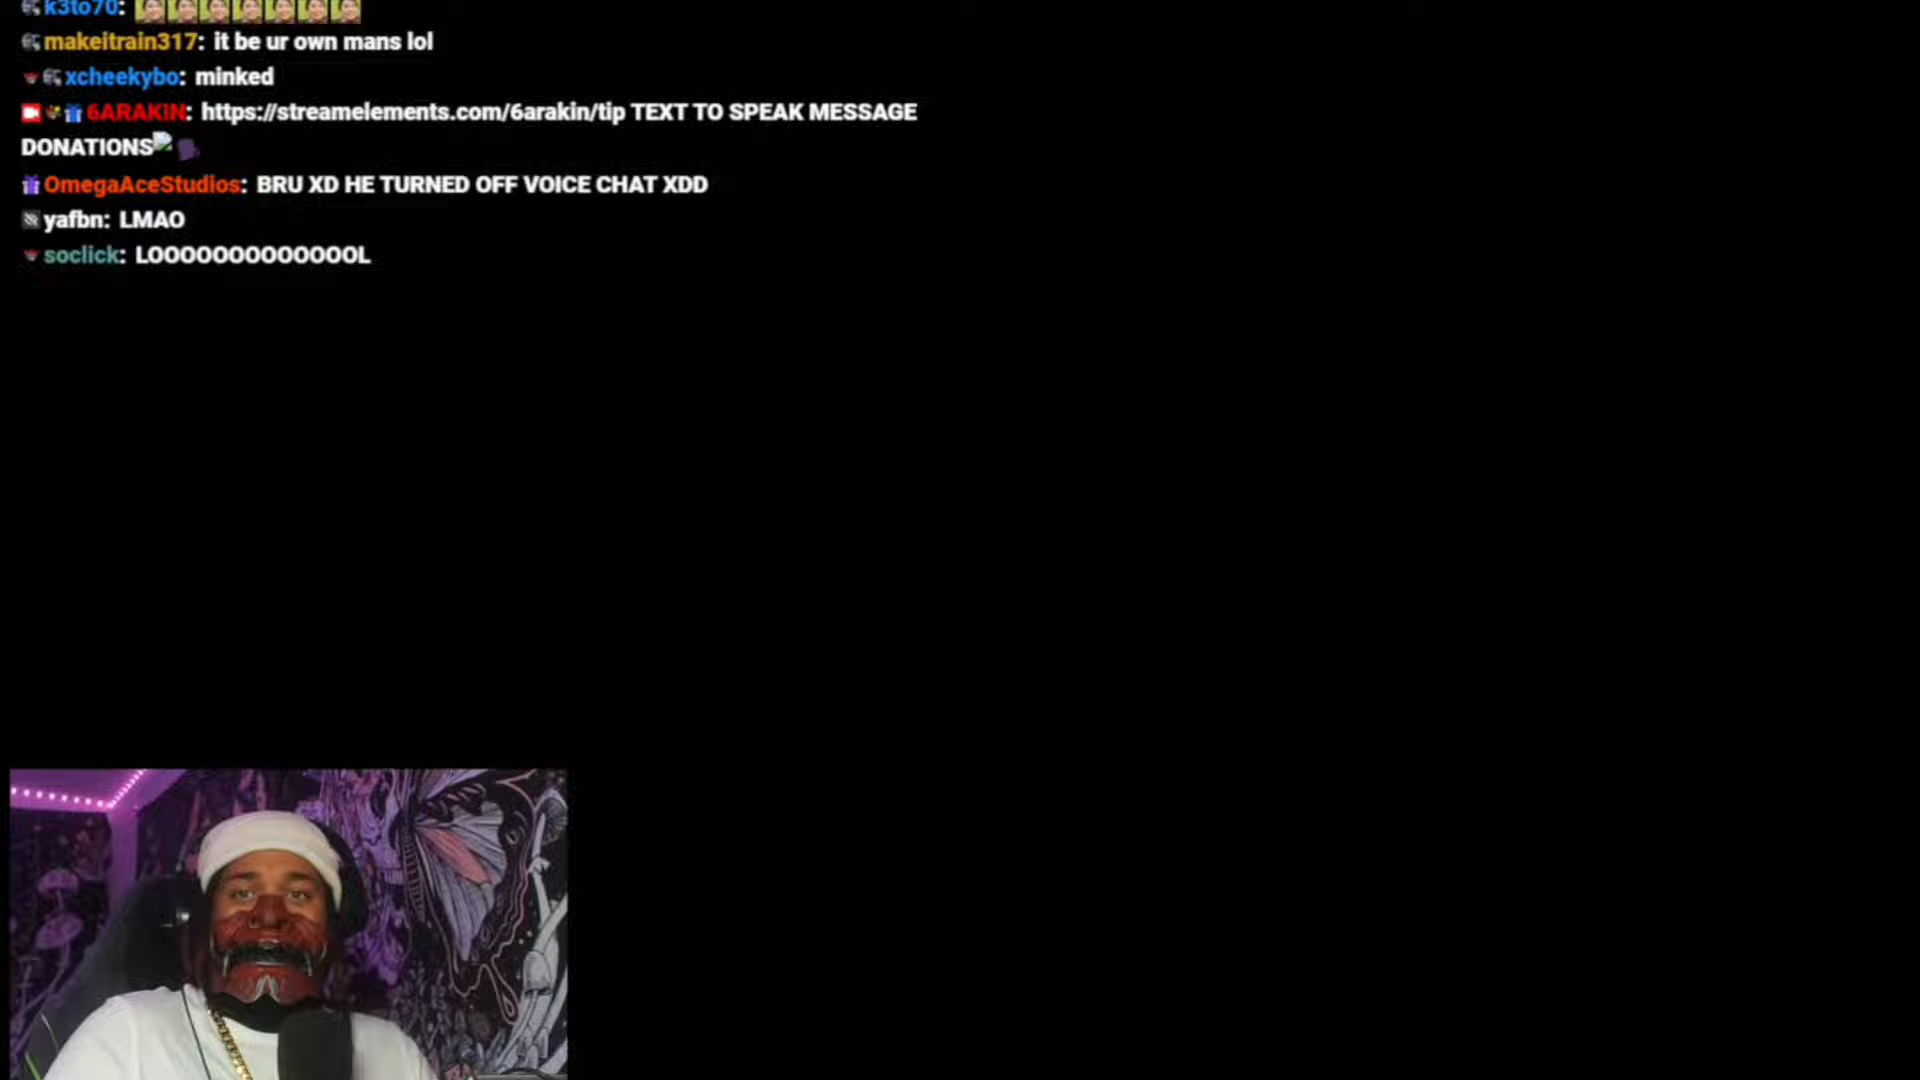 k3to70:
makeitrain317: it be ur own mans lol
xcheekybo: minked
6ARAKIN: https://streamelements.com/6arakin/tip TEXT TO SPEAK MESSAGE
DONATIONS
OmegaAceStudios: BRU XD HE TURNED OFF VOICE CHAT XDD
yafbn: LMAO
soclick: LOOOOOOOOOOOOOL